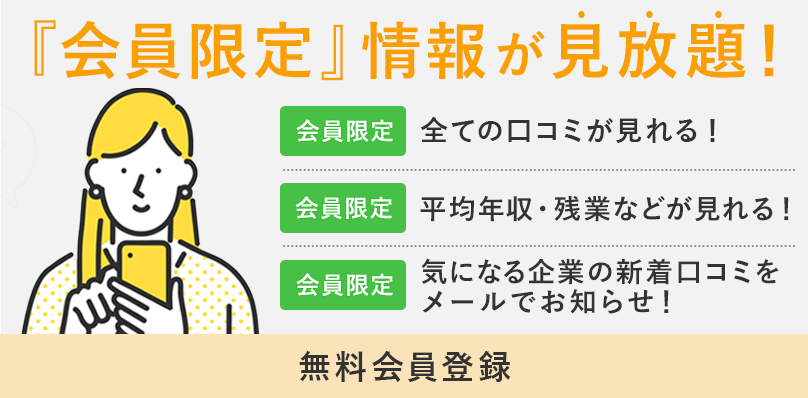 『会員限定』情報が見放題！
会員限定 全ての口コミが見れる！
会員限定 平均年収・残業などが見れる！
会員限定 気になる企業の新着口コミを
メールでお知らせ！
無料会員登録